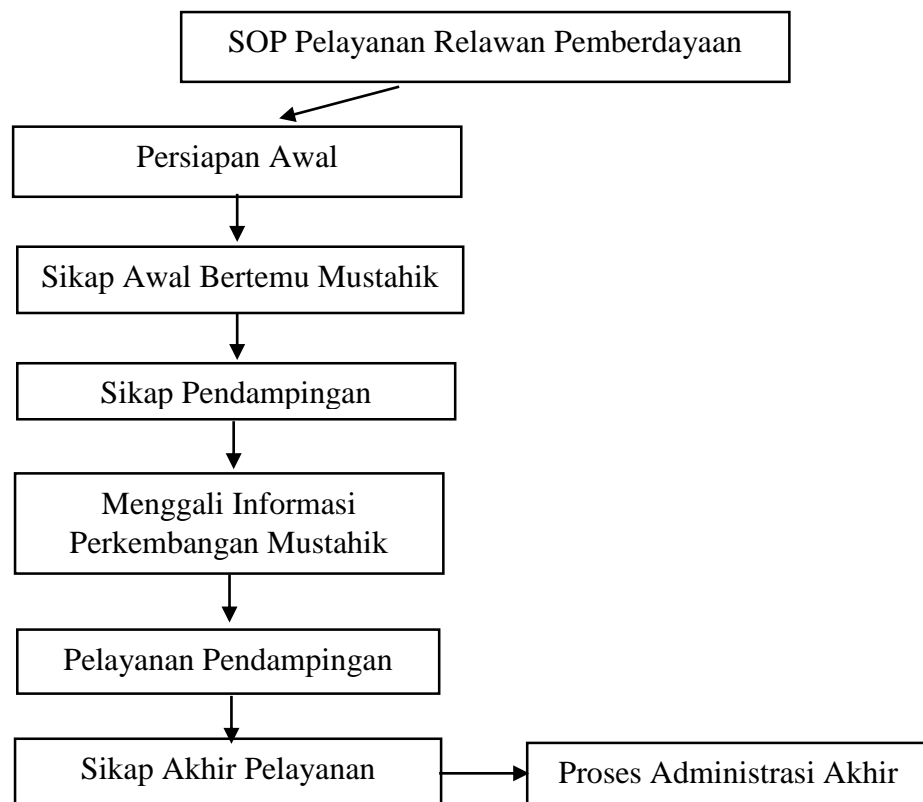 SOP Pelayanan Relawan Pemberdayaan
Persiapan Awal
Sikap Awal Bertemu Mustahik
Sikap Pendampingan
Menggali Informasi
Perkembangan Mustahik
Pelayanan Pendampingan
Sikap Akhir Pelayanan
Proses Administrasi Akhir